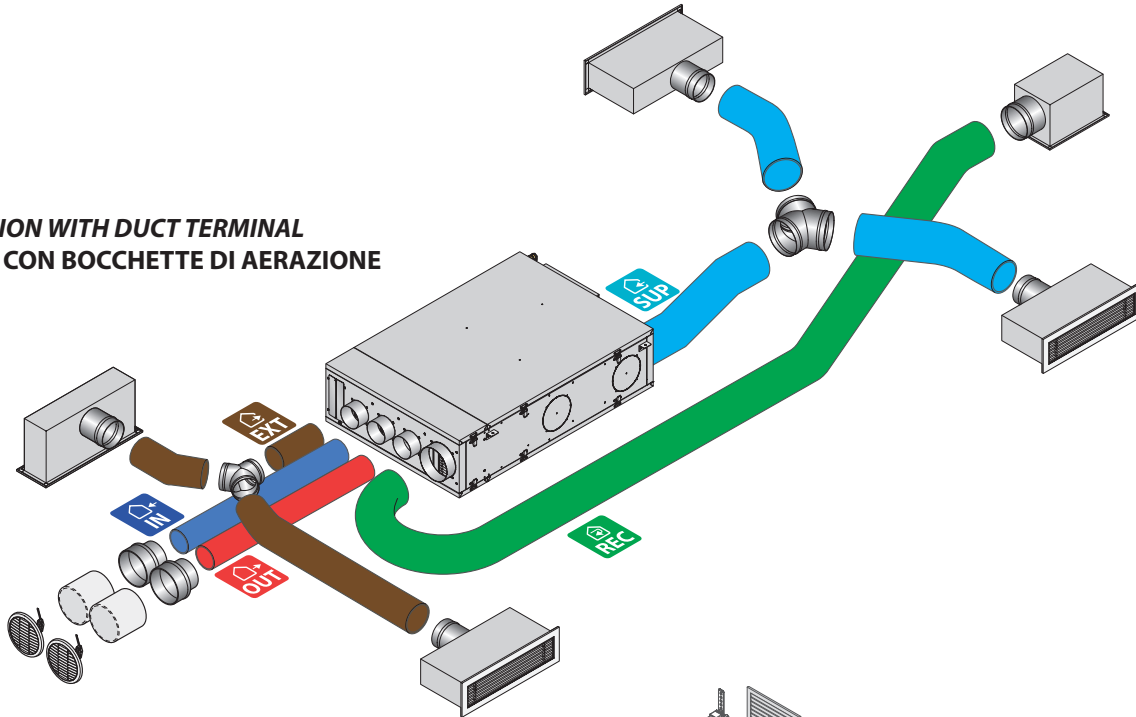 ION WITH DUCT TERMINAL
CON BOCCHETTE DI AERAZIONE
SUP
EXT
IN
OUT
REC